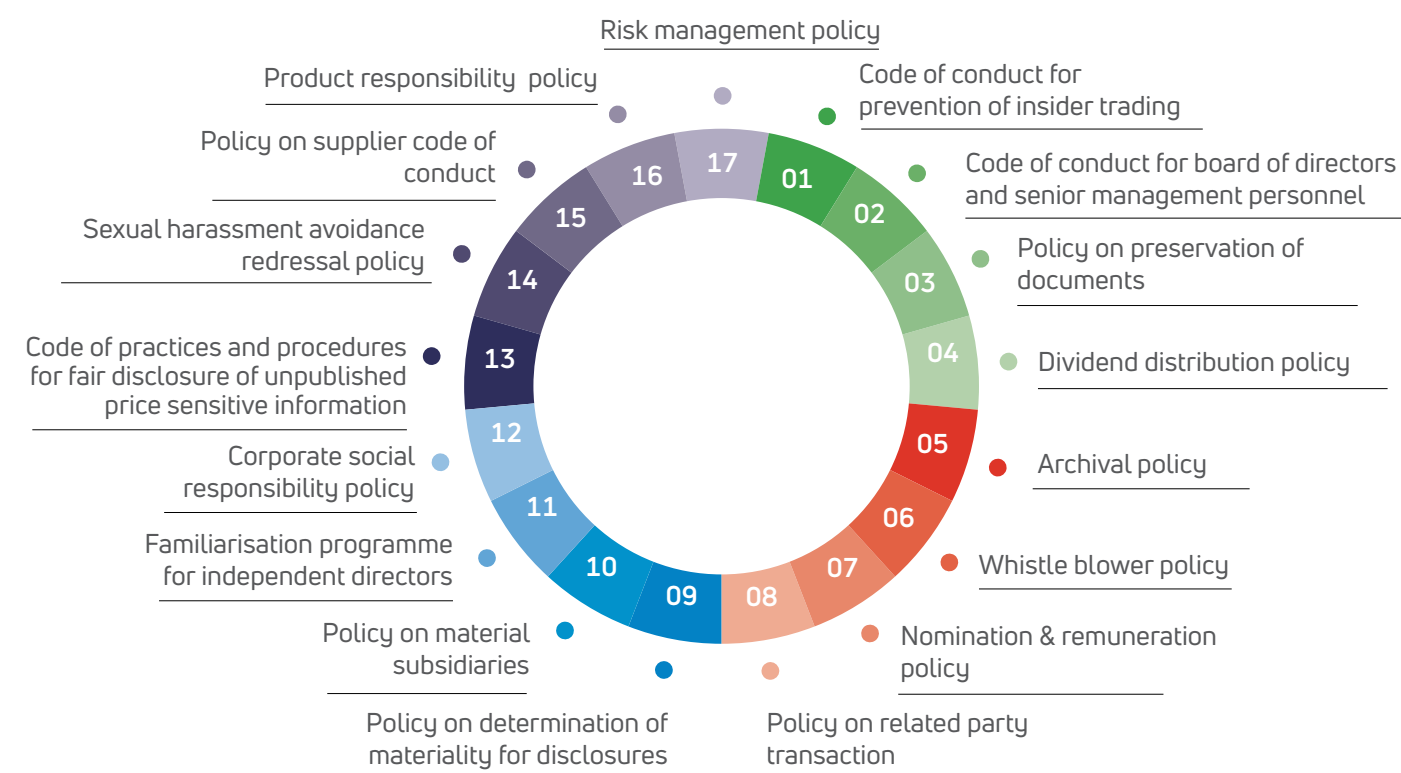 Risk management policy
Product responsibility policy
Code of conduct for
prevention of insider trading
Policy on supplier code of
conduct
Code of conduct for board of directors
and senior management personnel
Sexual harassment avoidance
redressal policy
Policy on preservation of
documents
Code of practices and procedures
for fair disclosure of unpublished
price sensitive information
Dividend distribution policy
Corporate social
responsibility policy
Archival policy
Familiarisation programme
for independent directors
Whistle blower policy
Policy on material
subsidiaries
Nomination & remuneration
policy
Policy on determination of
materiality for disclosures
Policy on related party
transaction
01
02
03
04
05
06
07
08
09
10
11
12
13
14
15
16
17